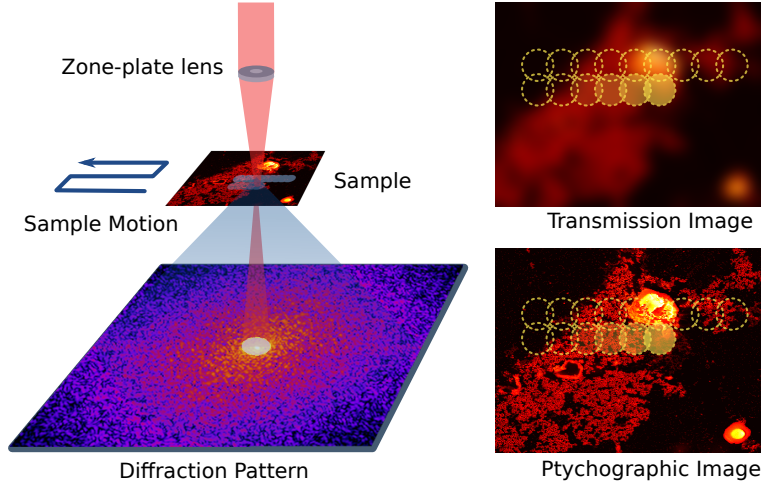 Zone-plate lens
Sample
Sample Motion
Diffraction Pattern
Transmission Image
Ptychographic Image